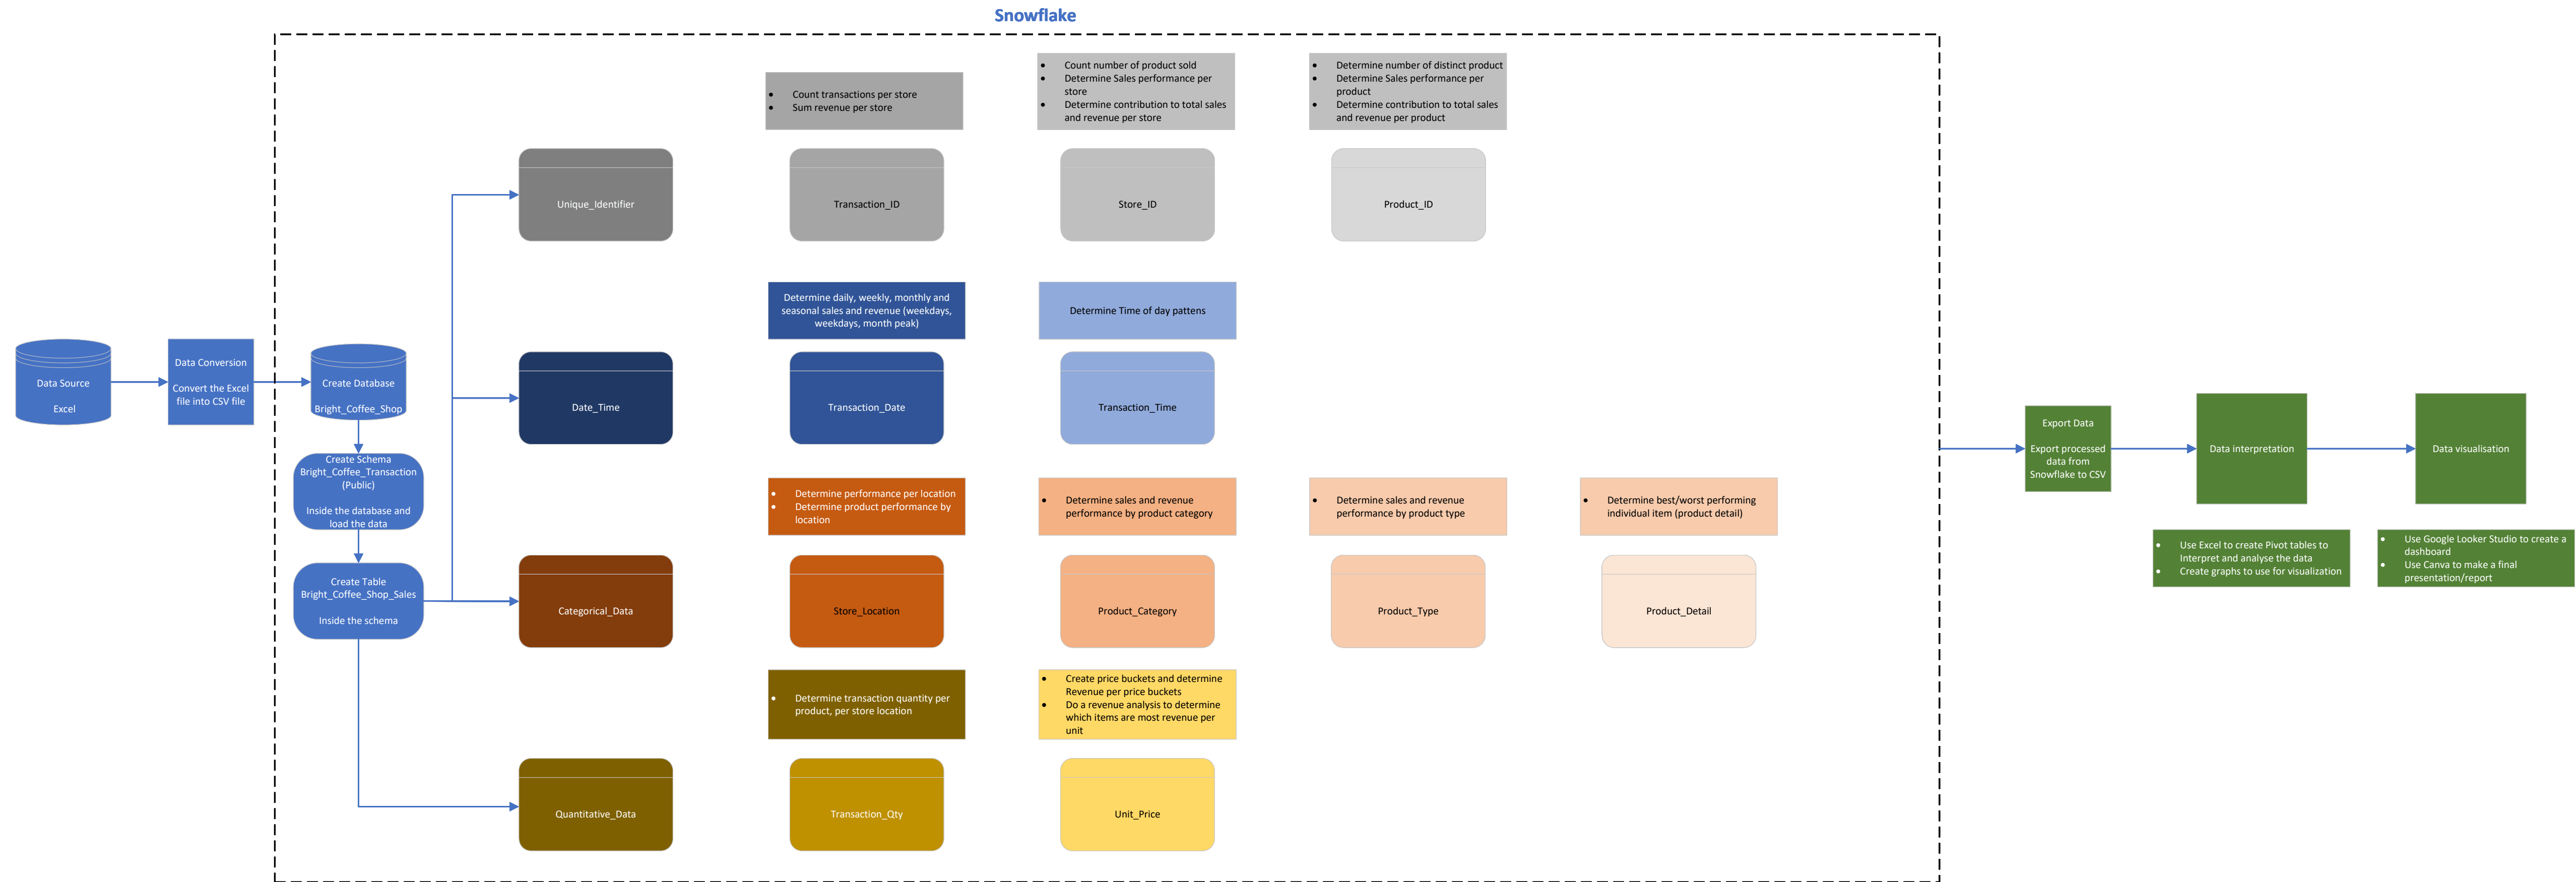 Snowflake
Count transactions per store
Sum revenue per store
Count number of product sold
Determine Sales performance per
store
Determine contribution to total sales
and revenue per store
Determine number of distinct product
Determine Sales performance per
product
Determine contribution to total sales
and revenue per product
Unique_Identifier
Transaction_ID
Store_ID
Product_ID
Determine daily, weekly, monthly and
seasonal sales and revenue (weekdays,
weekdays, month peak)
Determine Time of day pattens
Data Source
Excel
Data Conversion
Convert the Excel
file into CSV file
Create Database
Bright_Coffee_Shop
Date_Time
Transaction_Date
Transaction_Time
Create Schema
Bright_Coffee_Transaction
(Public)
Inside the database and
load the data
Determine performance per location
Determine product performance by
location
Determine sales and revenue
performance by product category
Determine sales and revenue
performance by product type
Determine best/worst performing
individual item (product detail)
Create Table
Bright_Coffee_Shop_Sales
Inside the schema
Categorical_Data
Store_Location
Product_Category
Product_Type
Product_Detail
Determine transaction quantity per
product, per store location
Create price buckets and determine
Revenue per price buckets
Do a revenue analysis to determine
which items are most revenue per
unit
Quantitative_Data
Transaction_Qty
Unit_Price
Export Data
Export processed
data from
Snowflake to CSV
Data interpretation
Data visualisation
Use Excel to create Pivot tables to
Interpret and analyse the data
Create graphs to use for visualization
Use Google Looker Studio to create a
dashboard
Use Canva to make a final
presentation/report